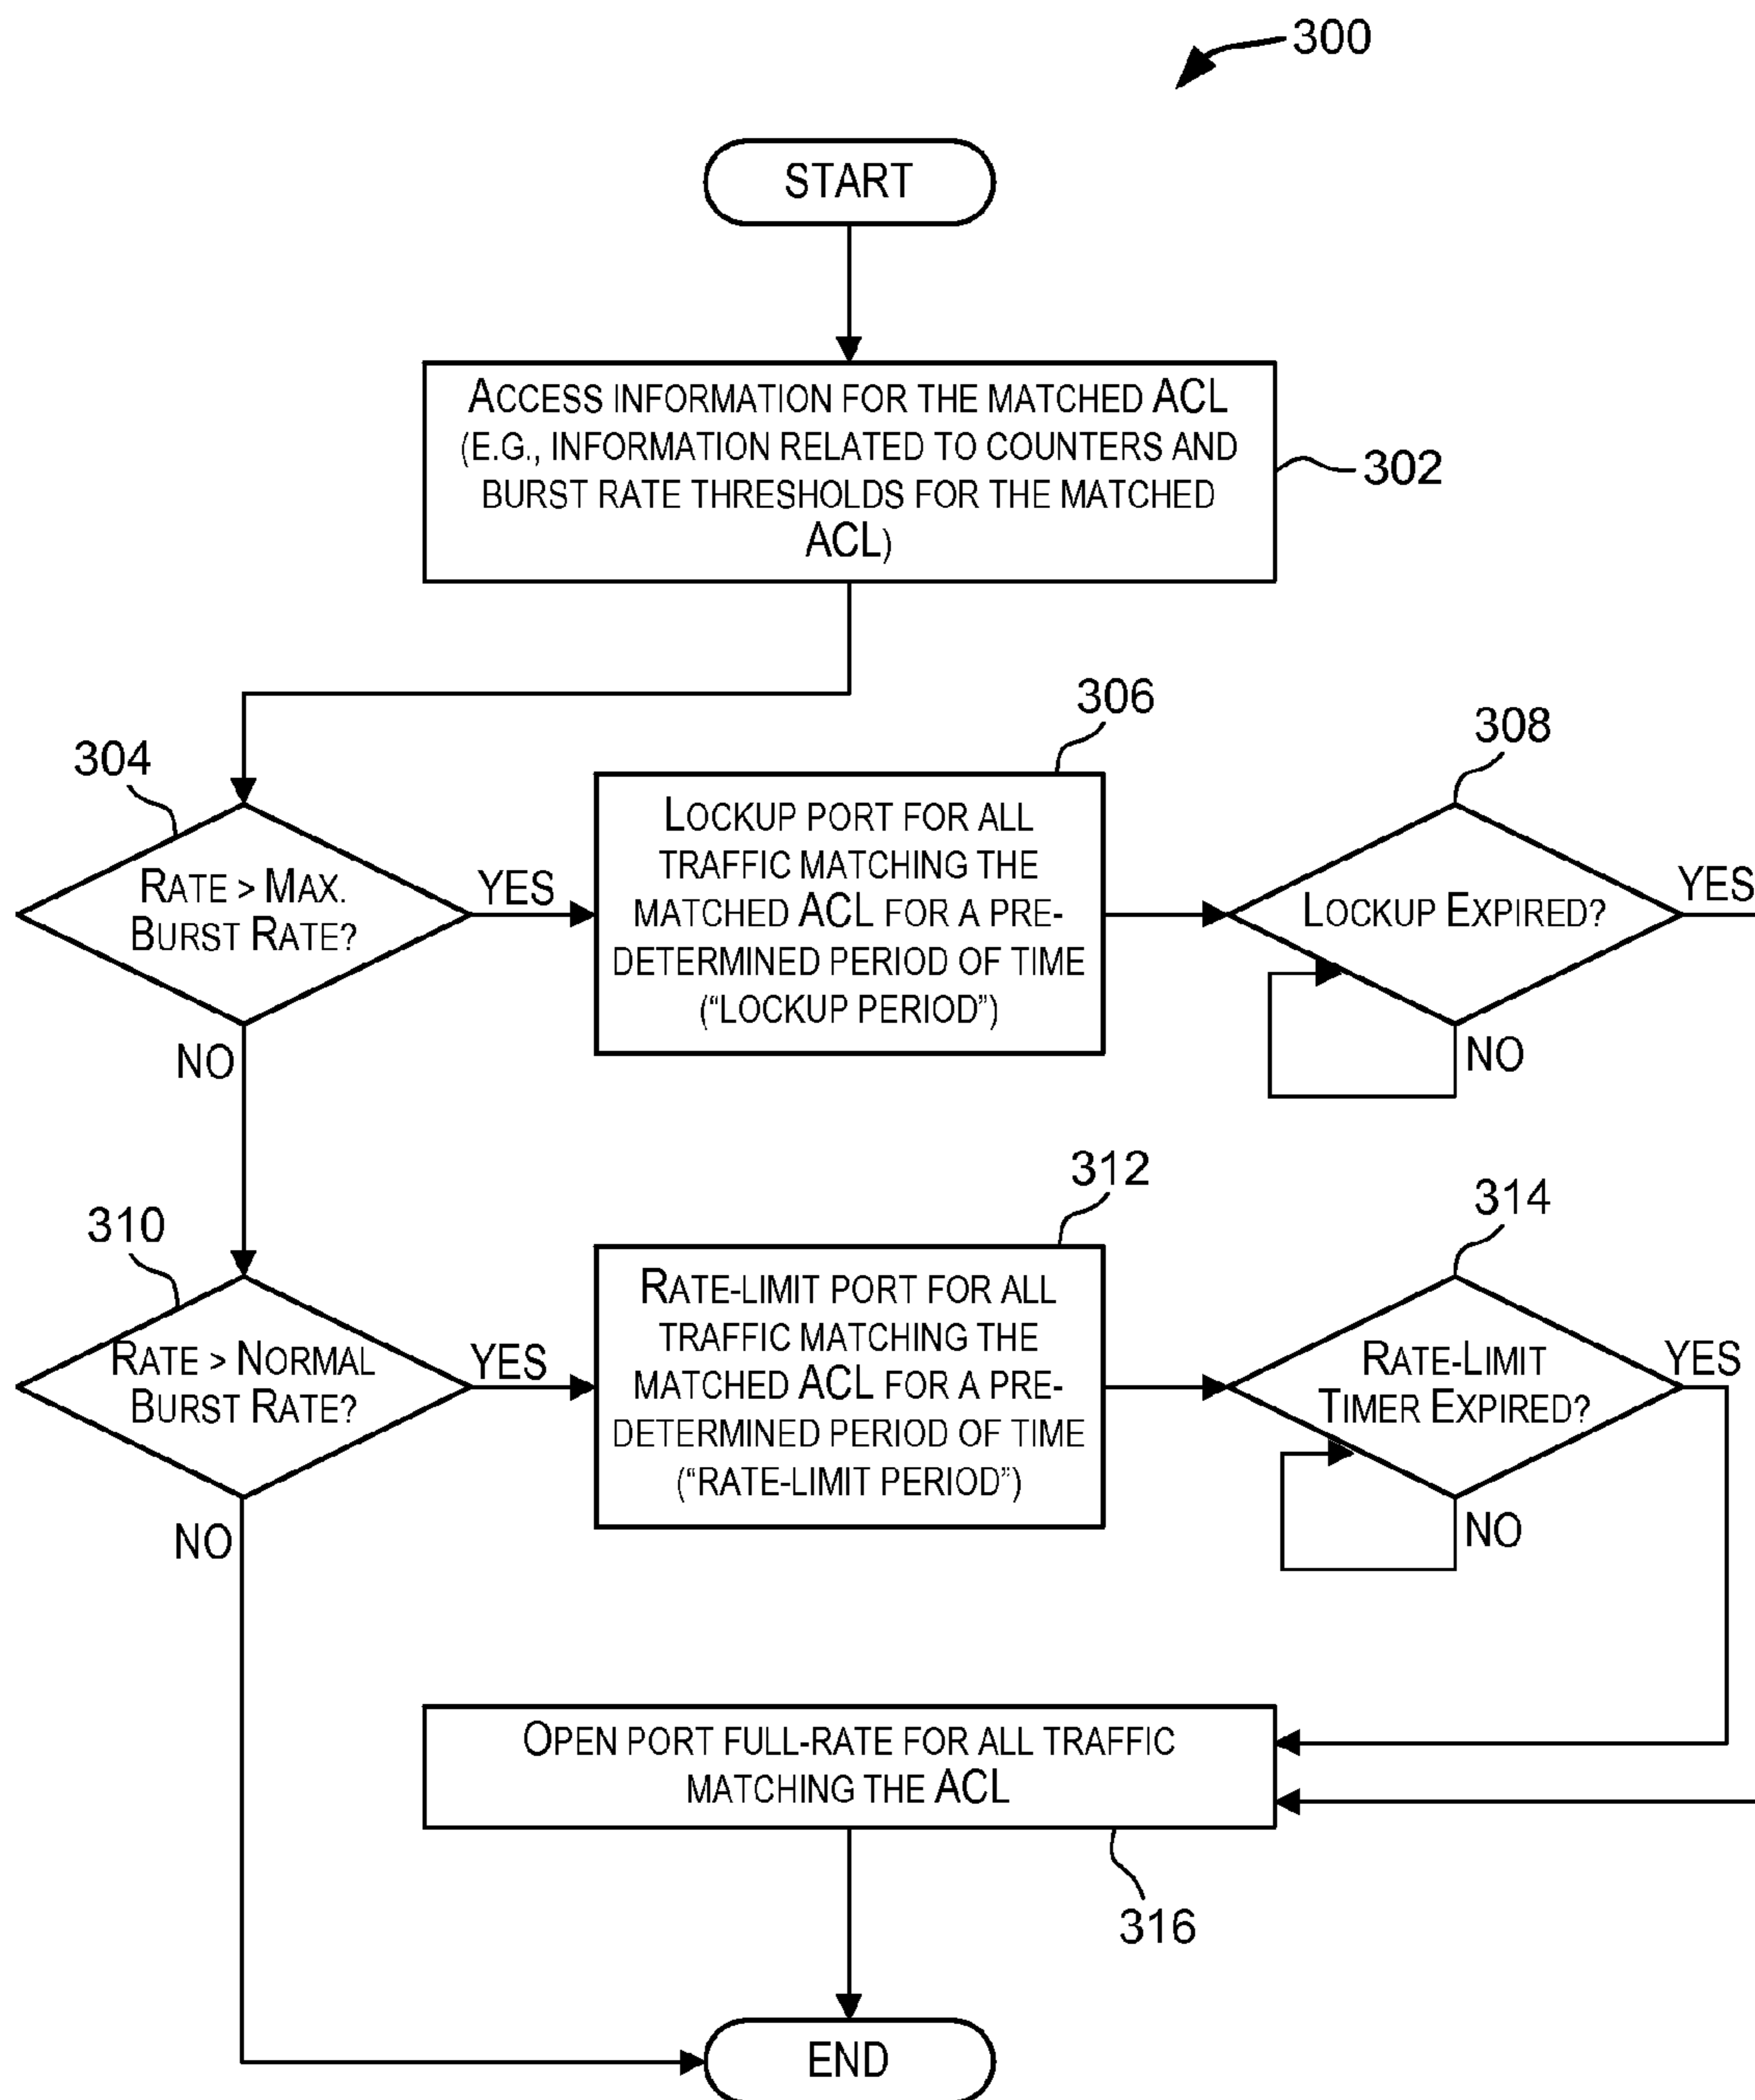 300
START
ACCESS INFORMATION FOR THE MATCHED ACL
(E.G., INFORMATION RELATED TO COUNTERS AND
BURST RATE THRESHOLDS FOR THE MATCHED
ACL)
302
304
RATE > MAX.
BURST RATE?
YES
NO
306
LOCKUP PORT FOR ALL
TRAFFIC MATCHING THE
MATCHED ACL FOR A PRE-
DETERMINED PERIOD OF TIME
(“LOCKUP PERIOD”)
308
LOCKUP EXPIRED?
YES
NO
310
RATE > NORMAL
BURST RATE?
YES
NO
312
RATE-LIMIT PORT FOR ALL
TRAFFIC MATCHING THE
MATCHED ACL FOR A PRE-
DETERMINED PERIOD OF TIME
(“RATE-LIMIT PERIOD”)
314
RATE-LIMIT
TIMER EXPIRED?
YES
NO
OPEN PORT FULL-RATE FOR ALL TRAFFIC
MATCHING THE ACL
316
END